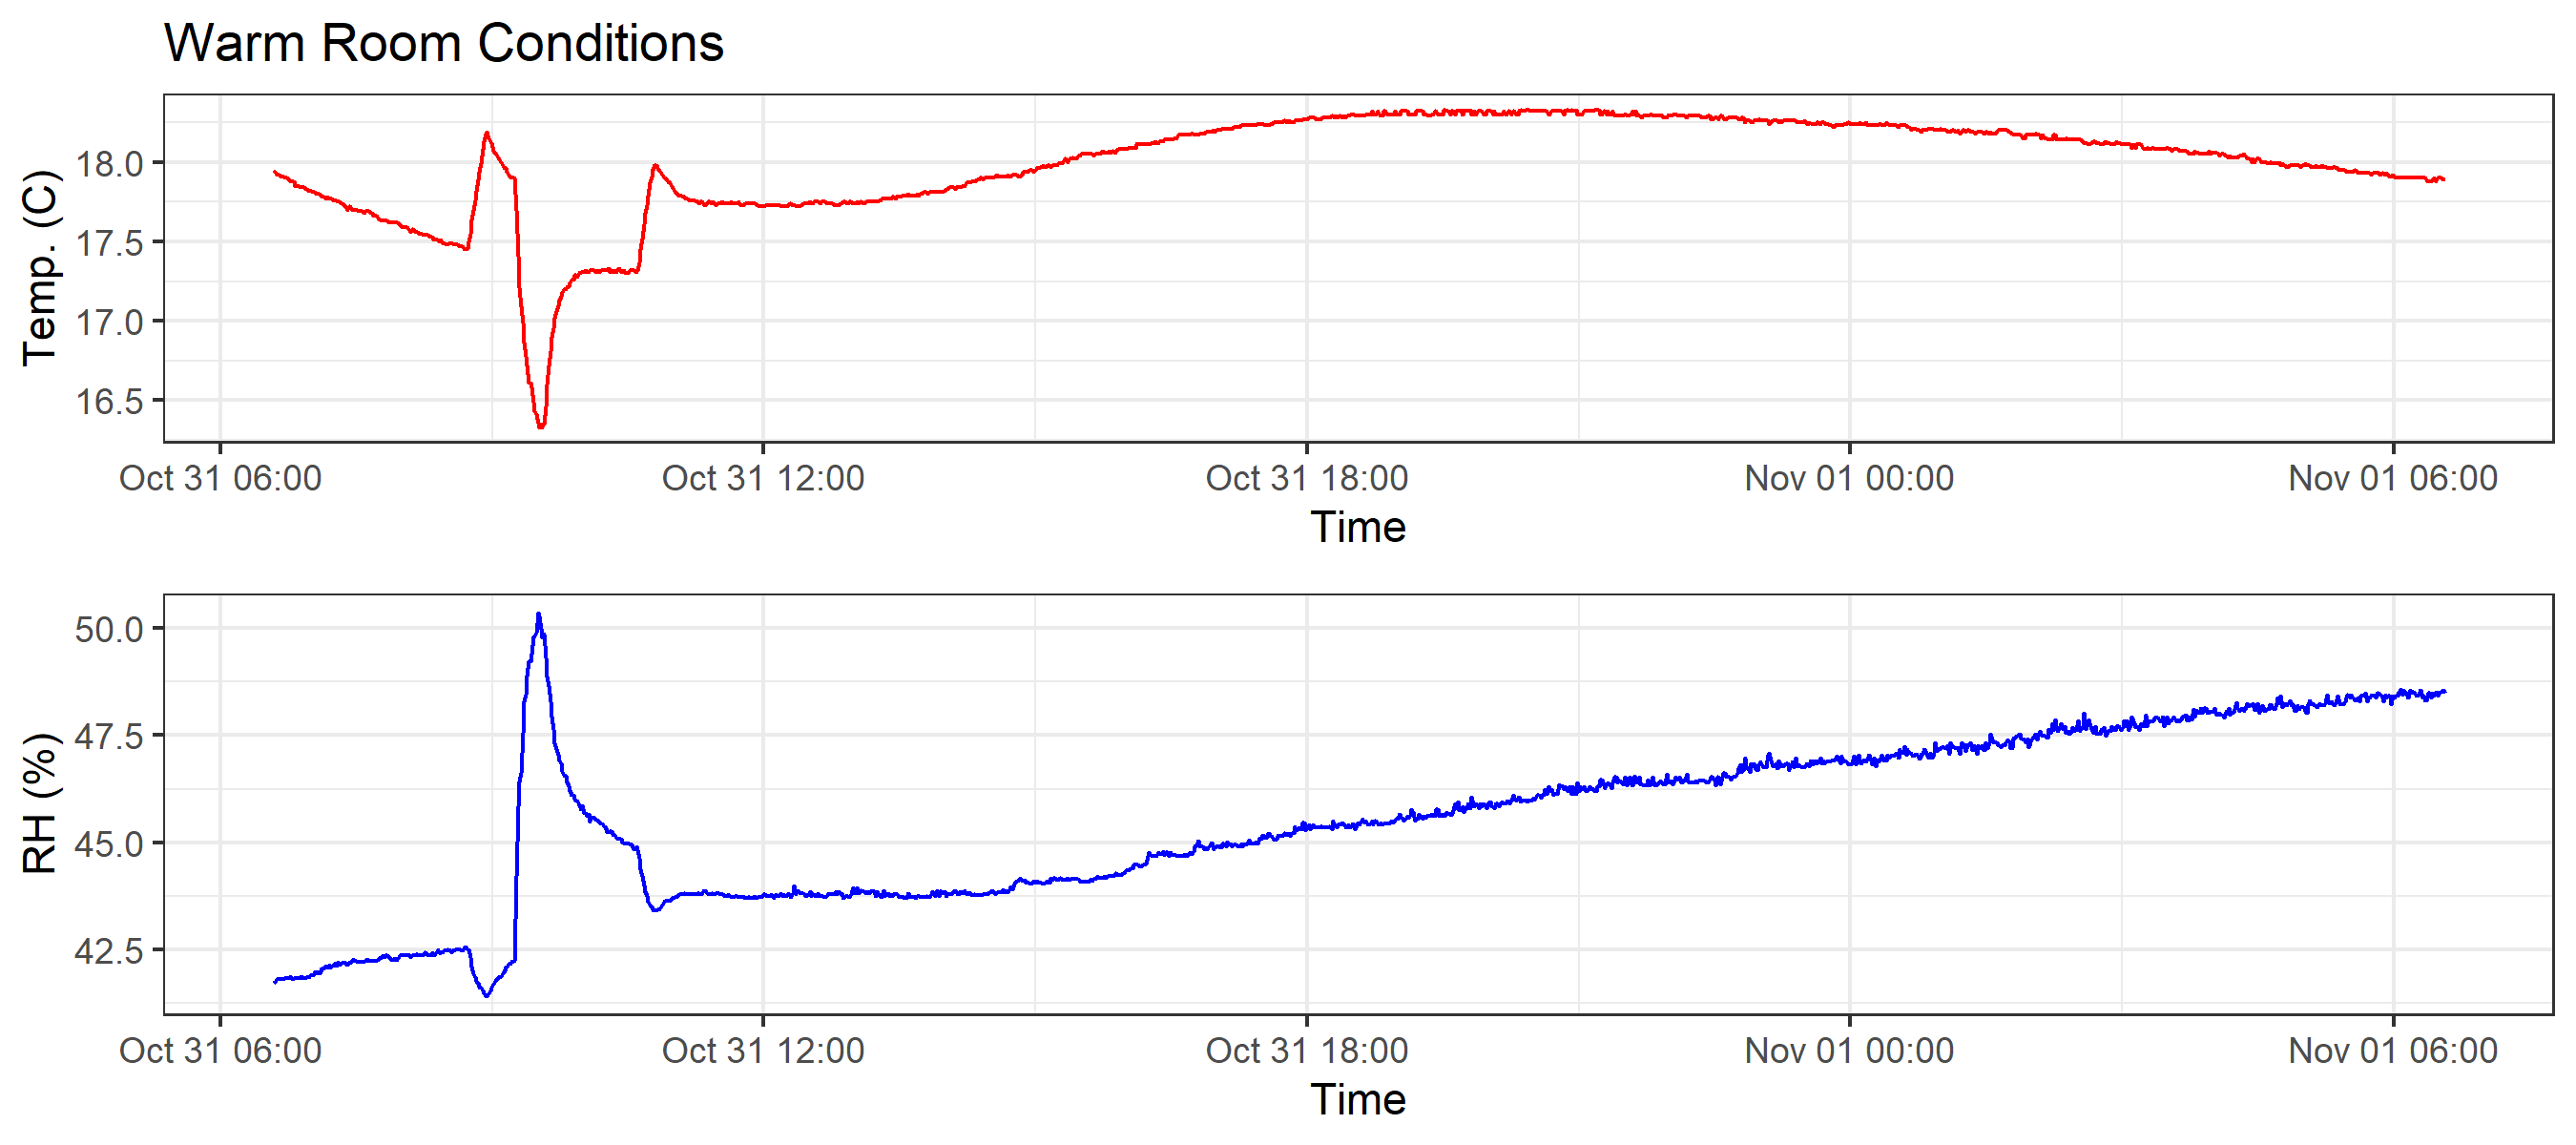 Warm Room Conditions
Temp. (C)
18.0
17.5
17.0
16.5
Oct 31 06:00 Oct 31 12:00 Oct 31 18:00 Nov 01 00:00 Nov 01 06:00
Time
RH (%)
50.0
47.5
45.0
42.5
Oct 31 06:00 Oct 31 12:00 Oct 31 18:00 Nov 01 00:00 Nov 01 06:00
Time